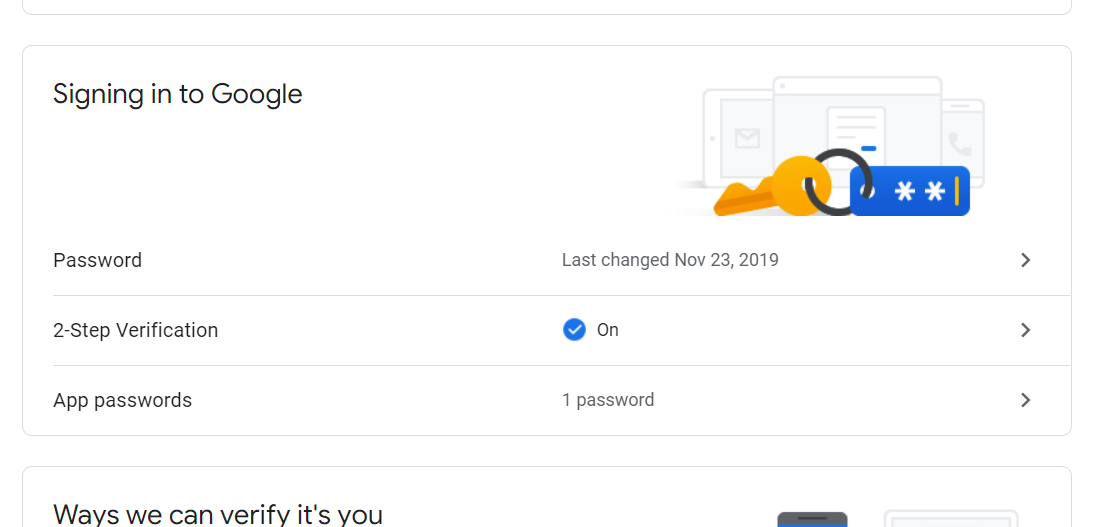 Signing in to Google
* *
Password
Last changed Nov 23, 2019
2-Step Verification
On
App passwords
1 password
Ways we can verify it's you